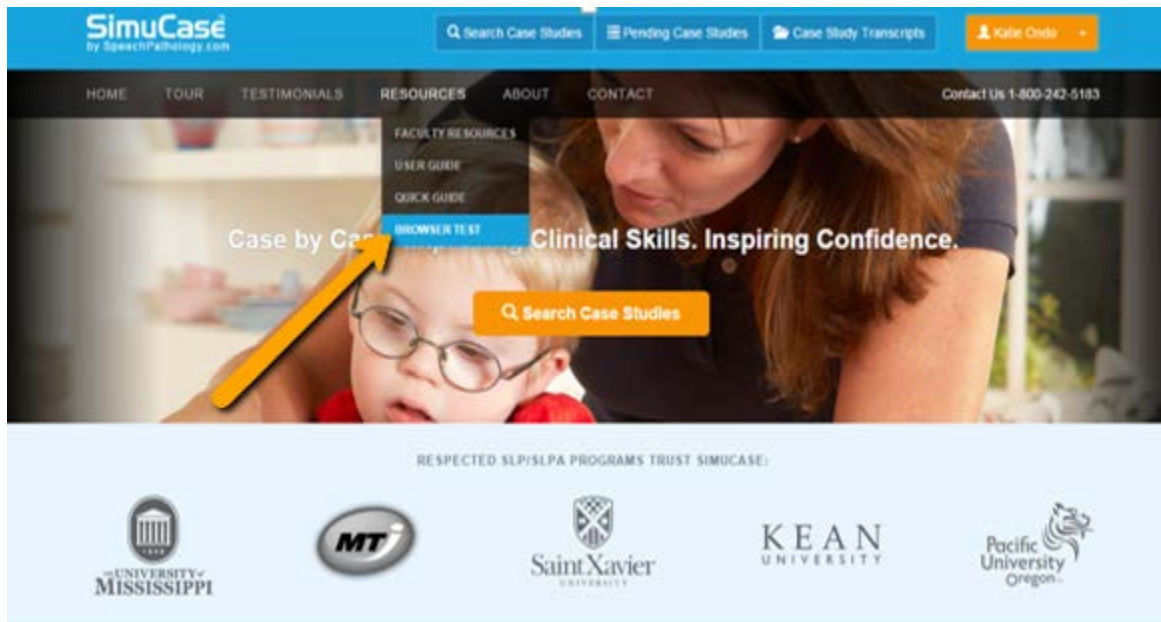 SimuCase
by SpeechPathology.com
Search Case Studies
Pending Case Studies
Case Study Transcripts
Katie Ondo
HOME TOUR TESTIMONIALS RESOURCES ABOUT CONTACT
Contact Us 1-800-242-5183
FACULTY RESOURCES
USER GUIDE
QUICK GUIDE
BROWSER TEST
Case by Clinical Skills. Inspiring Confidence.
Search Case Studies
RESPECTED SLP/SLPA PROGRAMS TRUST SIMUCASE:
THE UNIVERSITY of
MISSISSIPPI
MTi
Saint Xavier
UNIVERSITY
KEAN
UNIVERSITY
Pacific
University
Oregon